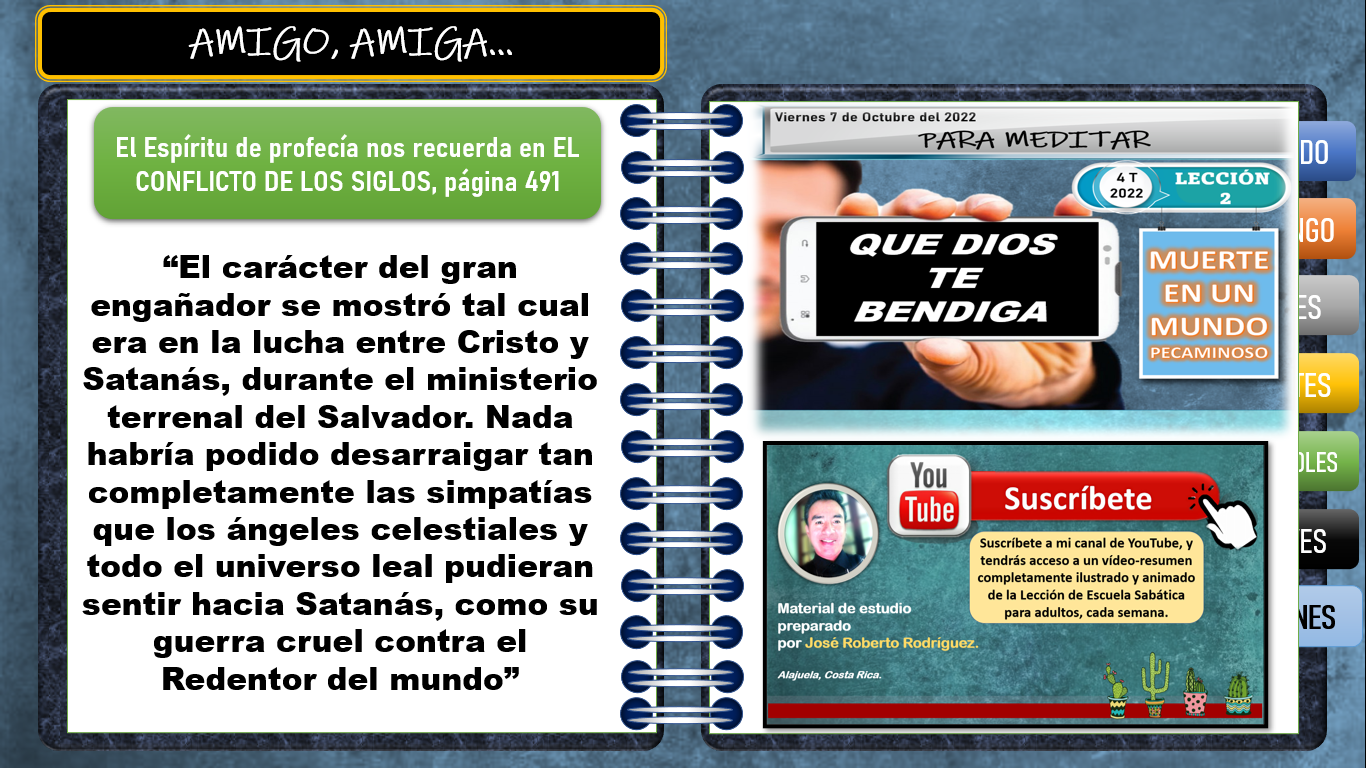 AMIGO, AMIGA...
El Espíritu de profecía nos recuerda en EL
CONFLICTO DE LOS SIGLOS, página 491
“El carácter del gran
engañador se mostró tal cual
era en la lucha entre Cristo y
Satanás, durante el ministerio
terrenal del Salvador. Nada
habría podido desarraigar tan
completamente las simpatías
que los ángeles celestiales y
todo el universo leal pudieran
sentir hacia Satanás, como su
guerra cruel contra el
Redentor del mundo”
Viernes 7 de Octubre del 2022
PARA MEDITAR
4 T
2022
LECCIÓN
2
QUE DIOS
TE
BENDIGA
MUERTE
EN UN
MUNDO
PECAMINOSO
You
Tube
Suscríbete
Suscríbete a mi canal de YouTube, y
tendrás acceso a un vídeo-resumen
completamente ilustrado y animado
de la Lección de Escuela Sabática
para adultos, cada semana.
Material de estudio
preparado
por José Roberto Rodríguez.
Alajuela, Costa Rica.
DO
NGO
ES
TES
OLES
ES
NES